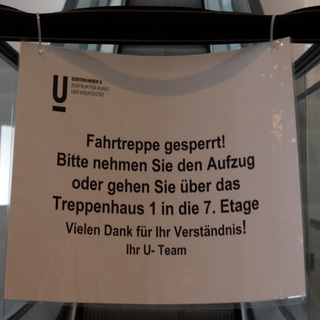 U
DORTMUNDER U
ZENTRUM FÜR KUNST
UND KREATIVITÄT
Fahrtreppe gesperrt!
Bitte nehmen Sie den Aufzug
oder gehen Sie über das
Treppenhaus 1 in die 7. Etage
Vielen Dank für Ihr Verständnis!
Ihr U- Team